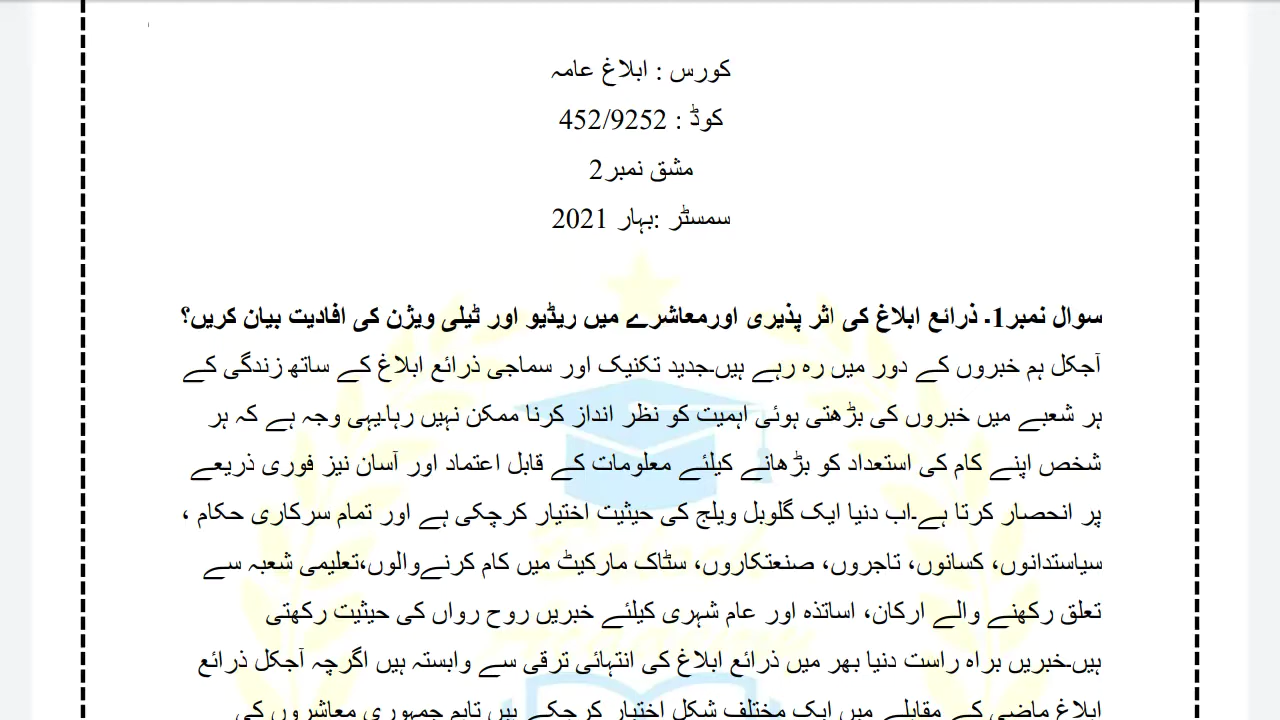 کورس : ابلاغ عامہ
کوڈ : 452/9252
مشق نمبر2
سمسٹر :بہار 2021
سوال نمبر1۔ ذرائع ابلاغ کی اثر پذیری اورمعاشرے میں ریڈیو اور ٹیلی ویژن کی افادیت بیان کریں؟
آجکل ہم خبروں کے دور میں رہ رہے ہیں۔جدید تکنیک اور سماجی ذرائع ابلاغ کے ساتھ زندگی کے
ہر شعبے میں خبروں کی بڑھتی ہوئی اہمیت کو نظر انداز کرنا ممکن نہیں رہا۔یہی وجہ ہے کہ ہر
شخص اپنے کام کی استعداد کو بڑھانے کیلئے معلومات کے قابل اعتماد اور آسان نیز فوری ذریعے
پر انحصار کرتا ہے۔اب دنیا ایک گلوبل ویلج کی حیثیت اختیار کرچکی ہے اور تمام سرکاری حکام ،
سیاستدانوں، کسانوں، تاجروں، صنعتکاروں، سٹاک مارکیٹ میں کام کرنےوالوں،تعلیمی شعبہ سے
تعلق رکھنے والے ارکان، اساتذہ اور عام شہری کیلئے خبریں روح رواں کی حیثیت رکھتی
ہیں۔خبریں براہ راست دنیا بھر میں ذرائع ابلاغ کی انتہائی ترقی سے وابستہ ہیں اگرچہ آجکل ذرائع
ابلاغ ماضی کے مقابلے میں ایک مختلف شکل اختیار کرچکے ہیں تاہم جمہوری معاشروں کی